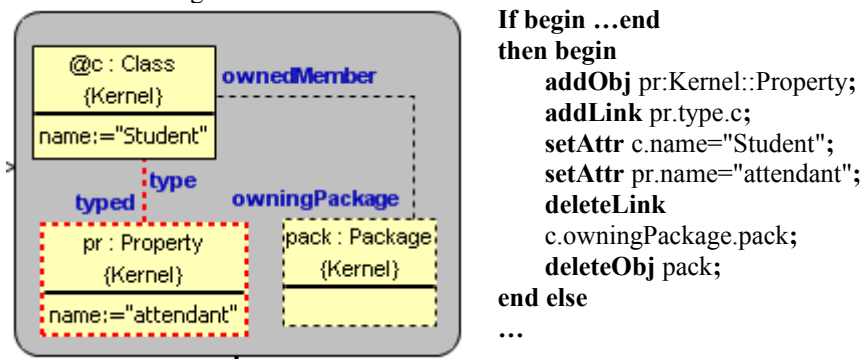 @c : Class
{Kernel}
name:="Student"
ownedMember
type
typed
owningPackage
pr : Property
{Kernel}
name:="attendant"
pack : Package
{Kernel}
If begin …end
then begin
addObj pr:Kernel::Property;
addLink pr.type.c;
setAttr c.name="Student";
setAttr pr.name="attendant";
deleteLink
c.owningPackage.pack;
deleteObj pack;
end else
…